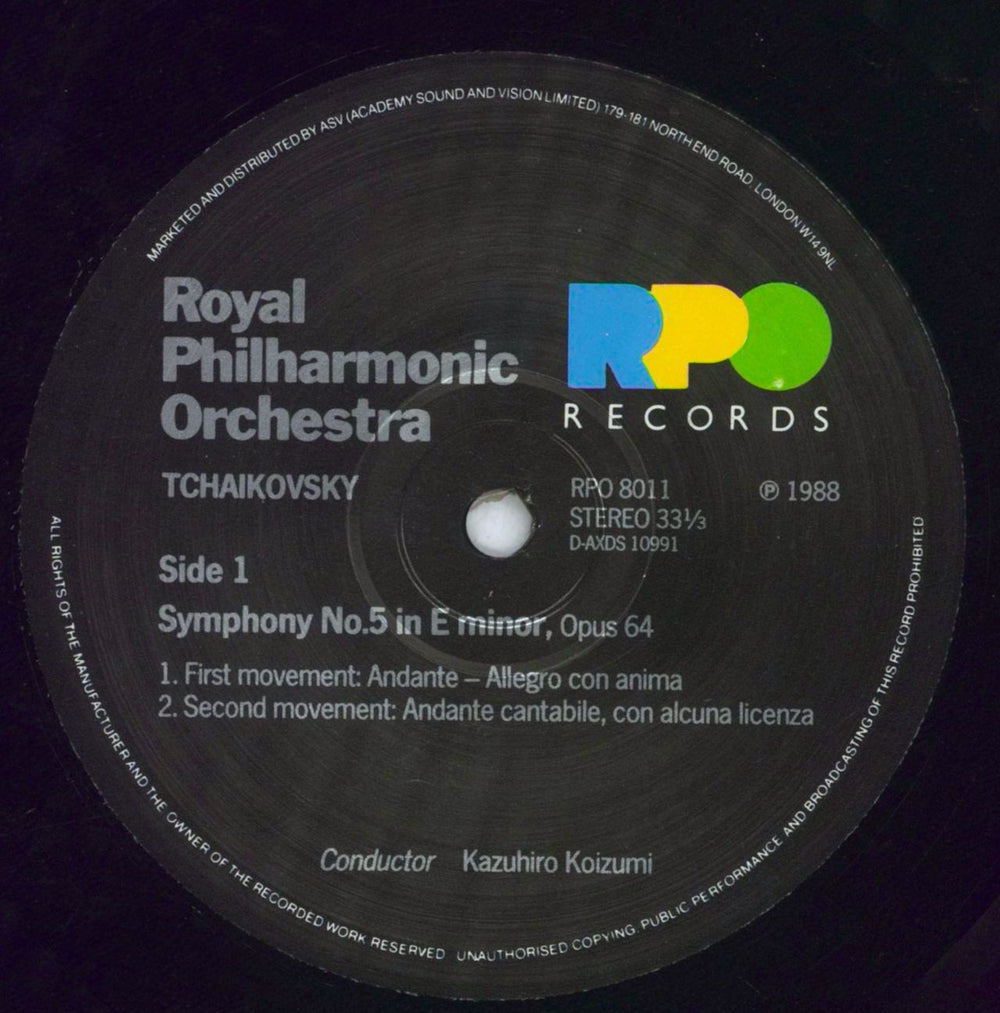 MARKETED AND DISTRIBUTED BY ASV (ACADEMY SOUND AND VISION LIMITED) 179-181 NORTH END ROAD, LONDON W14 9NL
Royal
Philharmonic
Orchestra
RPO
RECORDS
TCHAIKOVSKY
RPO 8011
℗ 1988
STEREO 33⅓
D-AXDS 10991
Side 1
Symphony No.5 in E minor, Opus 64
1. First movement: Andante – Allegro con anima
2. Second movement: Andante cantabile, con alcuna licenza
Conductor Kazuhiro Koizumi
ALL RIGHTS OF THE MANUFACTURER AND THE OWNER OF THE RECORDED WORK RESERVED UNAUTHORISED COPYING, PUBLIC PERFORMANCE AND BROADCASTING OF THIS RECORD PROHIBITED